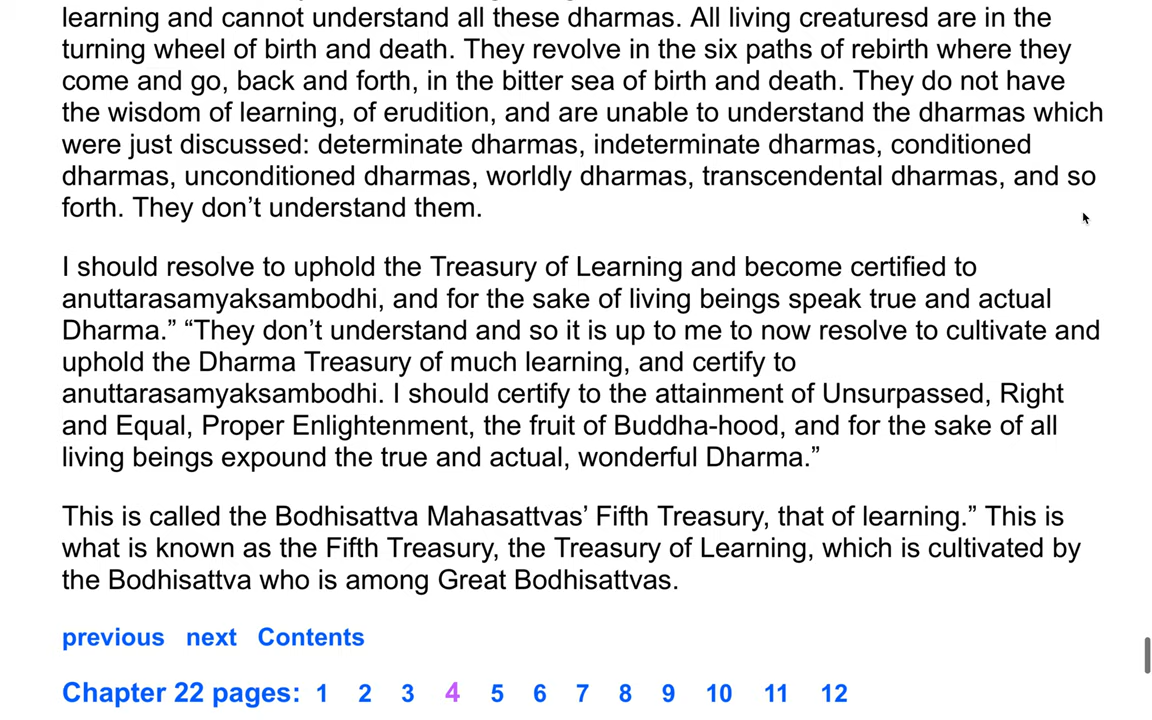 learning and cannot understand all these dharmas. All living creaturesd are in the
turning wheel of birth and death. They revolve in the six paths of rebirth where they
come and go, back and forth, in the bitter sea of birth and death. They do not have
the wisdom of learning, of erudition, and are unable to understand the dharmas which
were just discussed: determinate dharmas, indeterminate dharmas, conditioned
dharmas, unconditioned dharmas, worldly dharmas, transcendental dharmas, and so
forth. They don’t understand them.
I should resolve to uphold the Treasury of Learning and become certified to
anuttarasamyaksambodhi, and for the sake of living beings speak true and actual
Dharma.” “They don’t understand and so it is up to me to now resolve to cultivate and
uphold the Dharma Treasury of much learning, and certify to
anuttarasamyaksambodhi. I should certify to the attainment of Unsurpassed, Right
and Equal, Proper Enlightenment, the fruit of Buddha-hood, and for the sake of all
living beings expound the true and actual, wonderful Dharma.”
This is called the Bodhisattva Mahasattvas’ Fifth Treasury, that of learning.” This is
what is known as the Fifth Treasury, the Treasury of Learning, which is cultivated by
the Bodhisattva who is among Great Bodhisattvas.
previous next Contents
Chapter 22 pages: 1 2 3 4 5 6 7 8 9 10 11 12